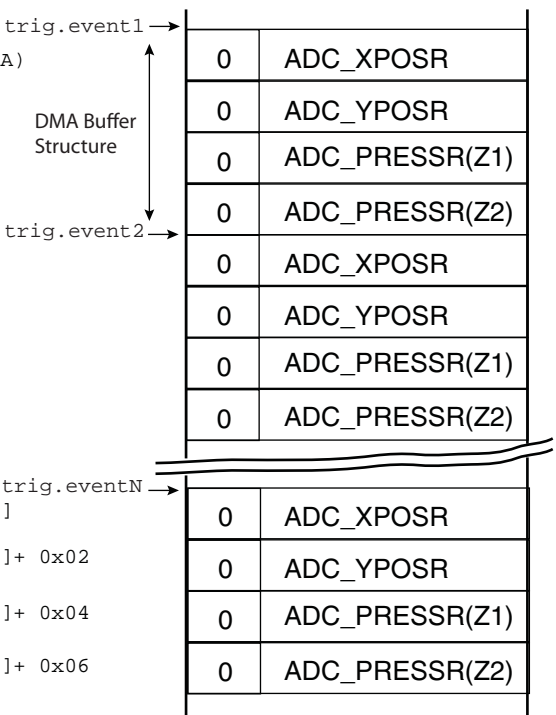 trig.event1
A)
0 ADC_XPOSR
DMA Buffer
Structure
0 ADC_YPOSR
0 ADC_PRESSR(Z1)
0 ADC_PRESSR(Z2)
trig.event2
0 ADC_XPOSR
0 ADC_YPOSR
0 ADC_PRESSR(Z1)
0 ADC_PRESSR(Z2)
trig.eventN
] 0 ADC_XPOSR
]+ 0x02 0 ADC_YPOSR
]+ 0x04 0 ADC_PRESSR(Z1)
]+ 0x06 0 ADC_PRESSR(Z2)